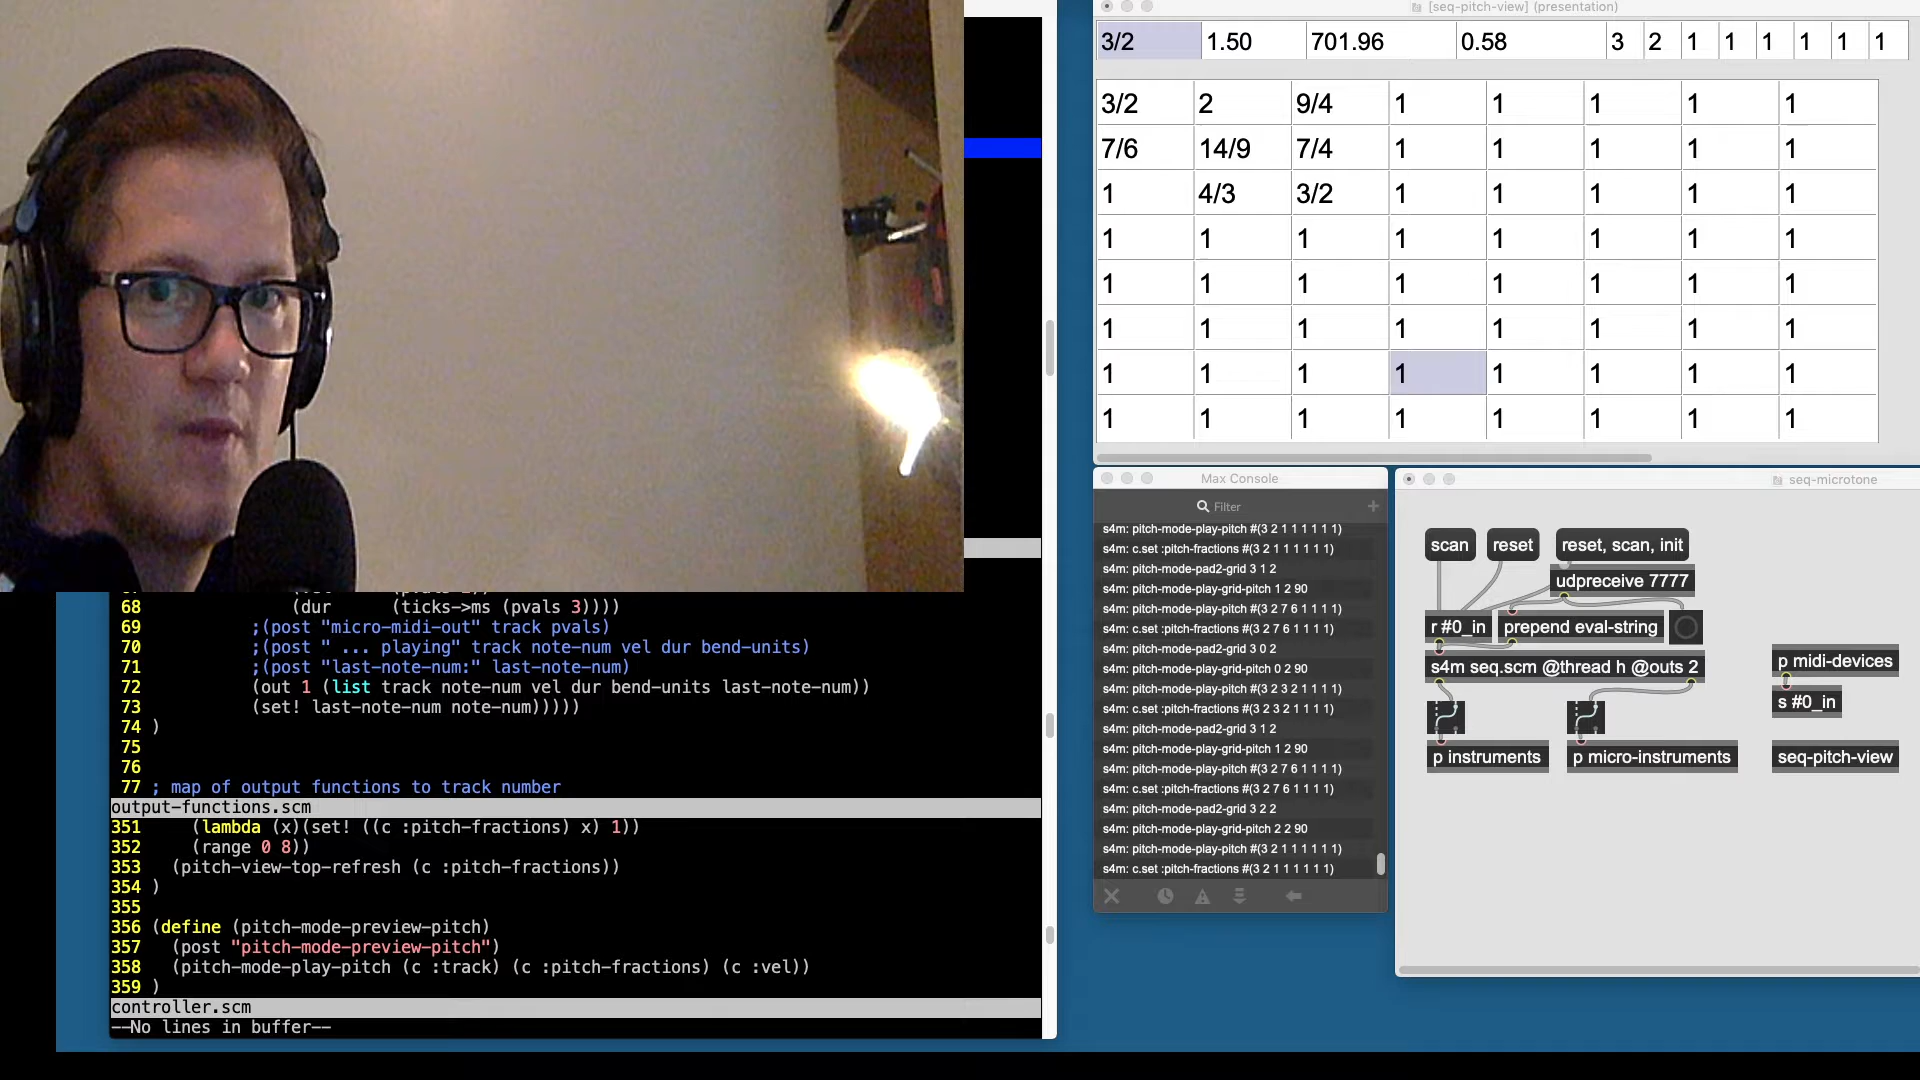 [seq-pitch-view] (presentation)
3/2 1.50 701.96 0.58 3 2 1 1 1 1 1 1
3/2 2 9/4 1 1 1 1 1
7/6 14/9 7/4 1 1 1 1 1
1 4/3 3/2 1 1 1 1 1
1 1 1 1 1 1 1 1
1 1 1 1 1 1 1 1
1 1 1 1 1 1 1 1
1 1 1 1 1 1 1 1
1 1 1 1 1 1 1 1
Max Console
Filter
s4m: pitch-mode-play-pitch #(3 2 1 1 1 1 1 1)
s4m: c.set :pitch-fractions #(3 2 1 1 1 1 1 1)
s4m: pitch-mode-pad2-grid 3 1 2
s4m: pitch-mode-play-grid-pitch 1 2 90
s4m: pitch-mode-play-pitch #(3 2 7 6 1 1 1 1)
s4m: c.set :pitch-fractions #(3 2 7 6 1 1 1 1)
s4m: pitch-mode-pad2-grid 3 0 2
s4m: pitch-mode-play-grid-pitch 0 2 90
s4m: pitch-mode-play-pitch #(3 2 3 2 1 1 1 1)
s4m: c.set :pitch-fractions #(3 2 3 2 1 1 1 1)
s4m: pitch-mode-pad2-grid 3 1 2
s4m: pitch-mode-play-grid-pitch 1 2 90
s4m: pitch-mode-play-pitch #(3 2 7 6 1 1 1 1)
s4m: c.set :pitch-fractions #(3 2 7 6 1 1 1 1)
s4m: pitch-mode-pad2-grid 3 2 2
s4m: pitch-mode-play-grid-pitch 2 2 90
s4m: pitch-mode-play-pitch #(3 2 1 1 1 1 1 1)
s4m: c.set :pitch-fractions #(3 2 1 1 1 1 1 1)
seq-microtone
scan reset reset, scan, init
udpreceive 7777
r #0_in prepend eval-string
s4m seq.scm @thread h @outs 2
p midi-devices
s #0_in
p instruments p micro-instruments seq-pitch-view
68 (dur (ticks->ms (pvals 3))))
69 ;(post "micro-midi-out" track pvals)
70 ;(post " ... playing" track note-num vel dur bend-units)
71 ;(post "last-note-num:" last-note-num)
72 (out 1 (list track note-num vel dur bend-units last-note-num))
73 (set! last-note-num note-num)))))
74 )
75
76
77 ; map of output functions to track number
output-functions.scm
351 (lambda (x)(set! ((c :pitch-fractions) x) 1))
352 (range 0 8))
353 (pitch-view-top-refresh (c :pitch-fractions))
354 )
355
356 (define (pitch-mode-preview-pitch)
357 (post "pitch-mode-preview-pitch")
358 (pitch-mode-play-pitch (c :track) (c :pitch-fractions) (c :vel))
359 )
controller.scm
--No lines in buffer--